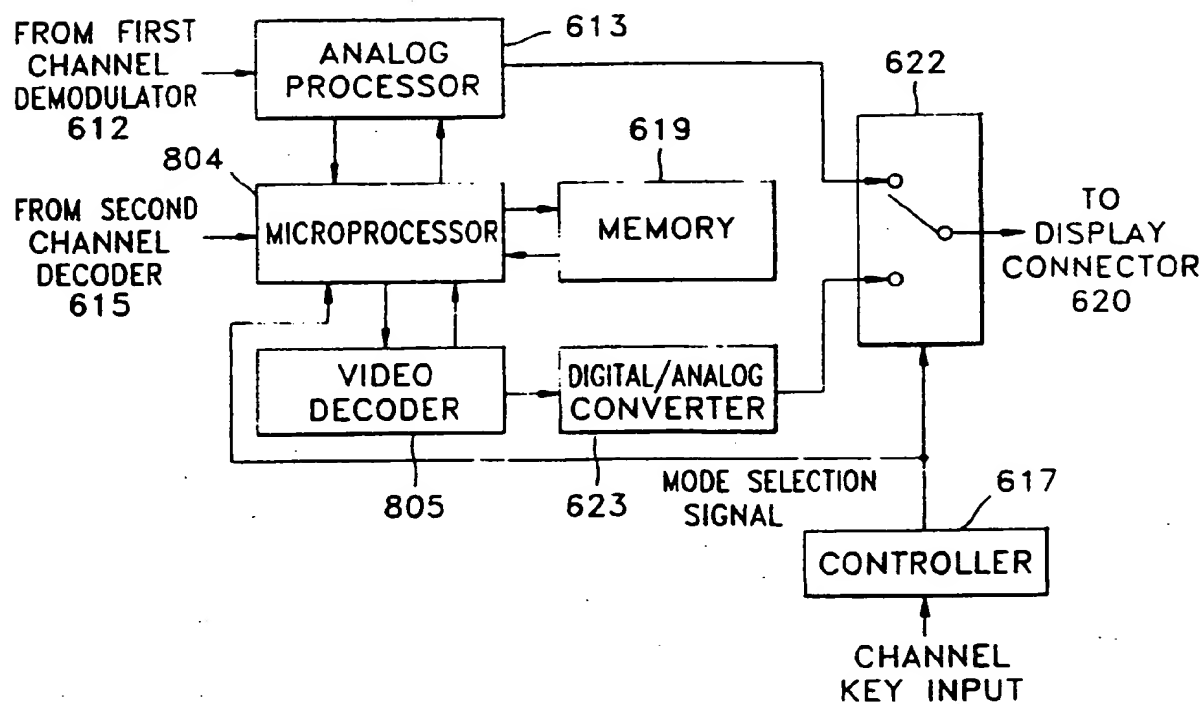 FROM FIRST
CHANNEL
DEMODULATOR
612
ANALOG
PROCESSOR
613
622
804
619
FROM SECOND
CHANNEL
DECODER
615
MICROPROCESSOR
MEMORY
TO
DISPLAY
CONNECTOR
620
VIDEO
DECODER
DIGITAL/ANALOG
CONVERTER
805
623
MODE SELECTION
SIGNAL
617
CONTROLLER
CHANNEL
KEY INPUT